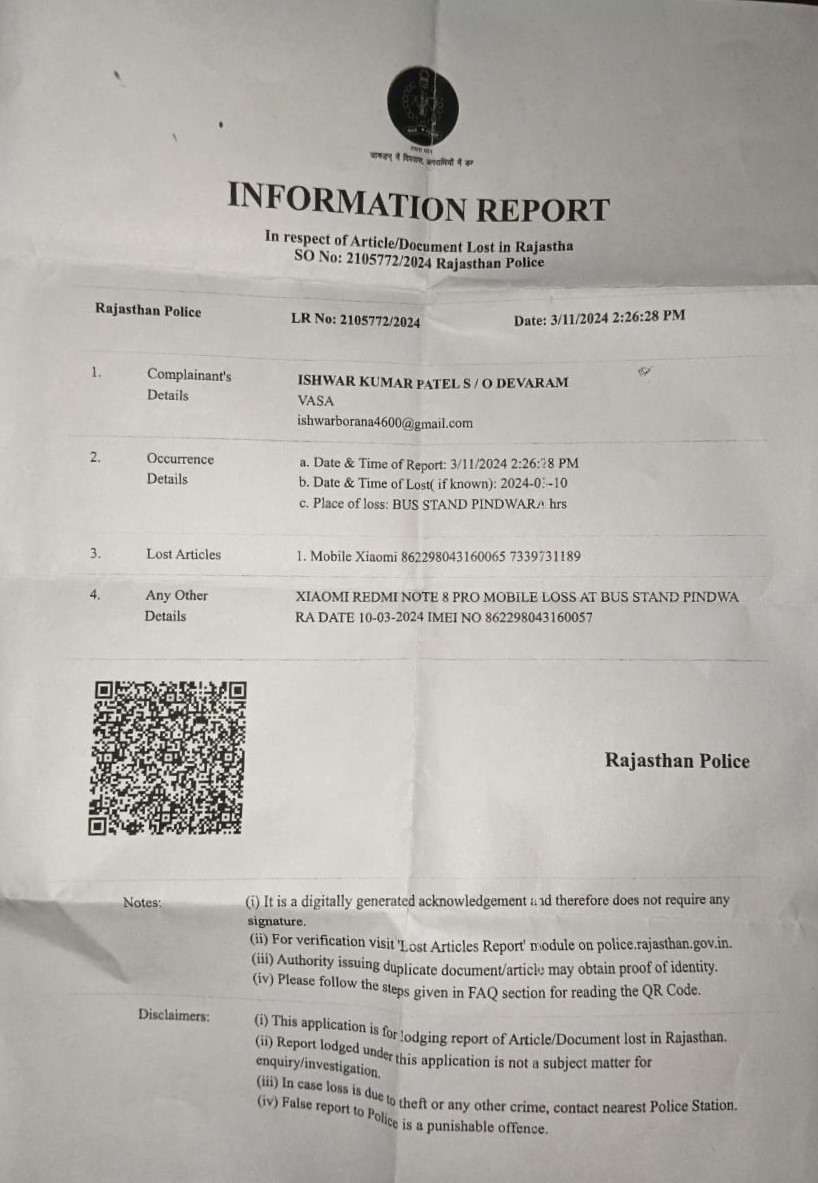 आमजन में विश्वास, अपराधियों में डर
INFORMATION REPORT
In respect of Article/Document Lost in Rajastha
SO No: 2105772/2024 Rajasthan Police
Rajasthan Police LR No: 2105772/2024 Date: 3/11/2024 2:26:28 PM
1. Complainant's Details
ISHWAR KUMAR PATEL S / O DEVARAM
VASA
ishwarborana4600@gmail.com
2. Occurrence Details
a. Date & Time of Report: 3/11/2024 2:26:28 PM
b. Date & Time of Lost( if known): 2024-03-10
c. Place of loss: BUS STAND PINDWARA hrs
3. Lost Articles 1. Mobile Xiaomi 862298043160065 7339731189
4. Any Other Details
XIAOMI REDMI NOTE 8 PRO MOBILE LOSS AT BUS STAND PINDWA
RA DATE 10-03-2024 IMEI NO 862298043160057
Rajasthan Police
Notes: (i) It is a digitally generated acknowledgement and therefore does not require any
signature.
(ii) For verification visit 'Lost Articles Report' module on police.rajasthan.gov.in.
(iii) Authority issuing duplicate document/article may obtain proof of identity.
(iv) Please follow the steps given in FAQ section for reading the QR Code.
Disclaimers: (i) This application is for lodging report of Article/Document lost in Rajasthan.
(ii) Report lodged under this application is not a subject matter for
enquiry/investigation.
(iii) In case loss is due to theft or any other crime, contact nearest Police Station.
(iv) False report to Police is a punishable offence.